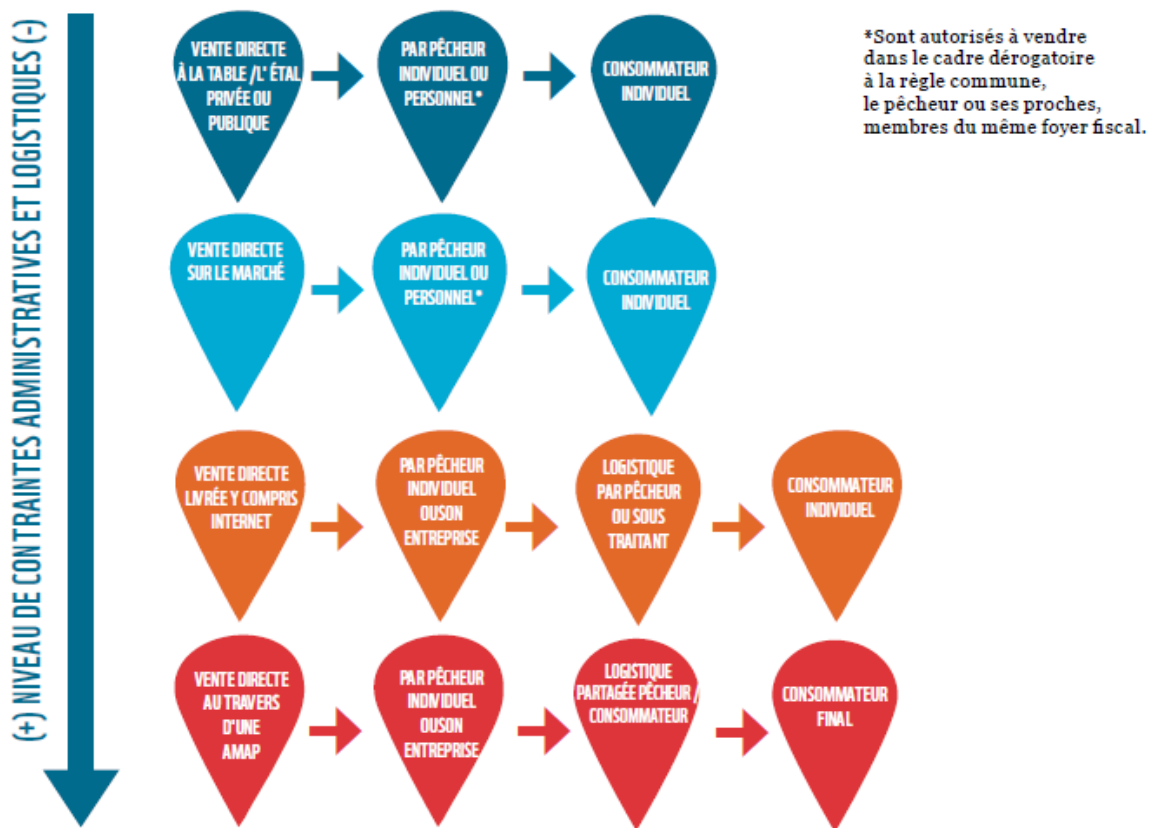 (+) NIVEAU DE CONTRAINTES ADMINISTRATIVES ET LOGISTIQUES (-)
VENTE DIRECTE
À LA TABLE /L' ÉTAL
PRIVÉE OU
PUBLIQUE
PAR PÊCHEUR
INDIVIDUEL OU
PERSONNEL*
CONSOMMATEUR
INDIVIDUEL
*Sont autorisés à vendre
dans le cadre dérogatoire
à la règle commune,
le pêcheur ou ses proches,
membres du même foyer fiscal.
VENTE DIRECTE
SUR LE MARCHÉ
PAR PÊCHEUR
INDIVIDUEL OU
PERSONNEL*
CONSOMMATEUR
INDIVIDUEL
VENTE DIRECTE
LIVRÉE Y COMPRIS
INTERNET
PAR PÊCHEUR
INDIVIDUEL
OUSON
ENTREPRISE
LOGISTIQUE
PAR PÊCHEUR
OU SOUS
TRAITANT
CONSOMMATEUR
INDIVIDUEL
VENTE DIRECTE
AU TRAVERS
D'UNE
AMAP
PAR PÊCHEUR
INDIVIDUEL
OUSON
ENTREPRISE
LOGISTIQUE
PARTAGÉE PÊCHEUR /
CONSOMMATEUR
CONSOMMATEUR
FINAL